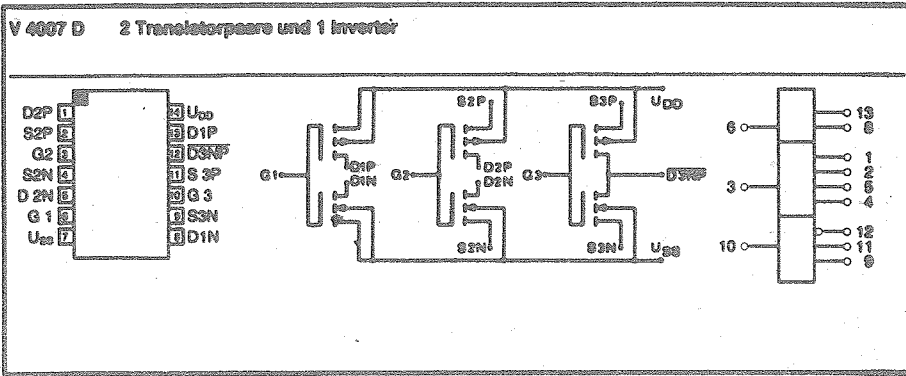 V 4007 D 2 Transistorpaare und 1 Inverter
D2P 1 14 UDD
S2P 2 13 D1P
G2 3 12 D3NP
S2N 4 11 S 3P
D 2N 5 10 G 3
G 1 6 9 S3N
USS 7 8 D1N
S2P S3P UDD
G1 D1P D1N G2 D2P D2N G3 D3NP
S2N S3N USS
6 13 8
3 1 2 5 4
10 12 11 9